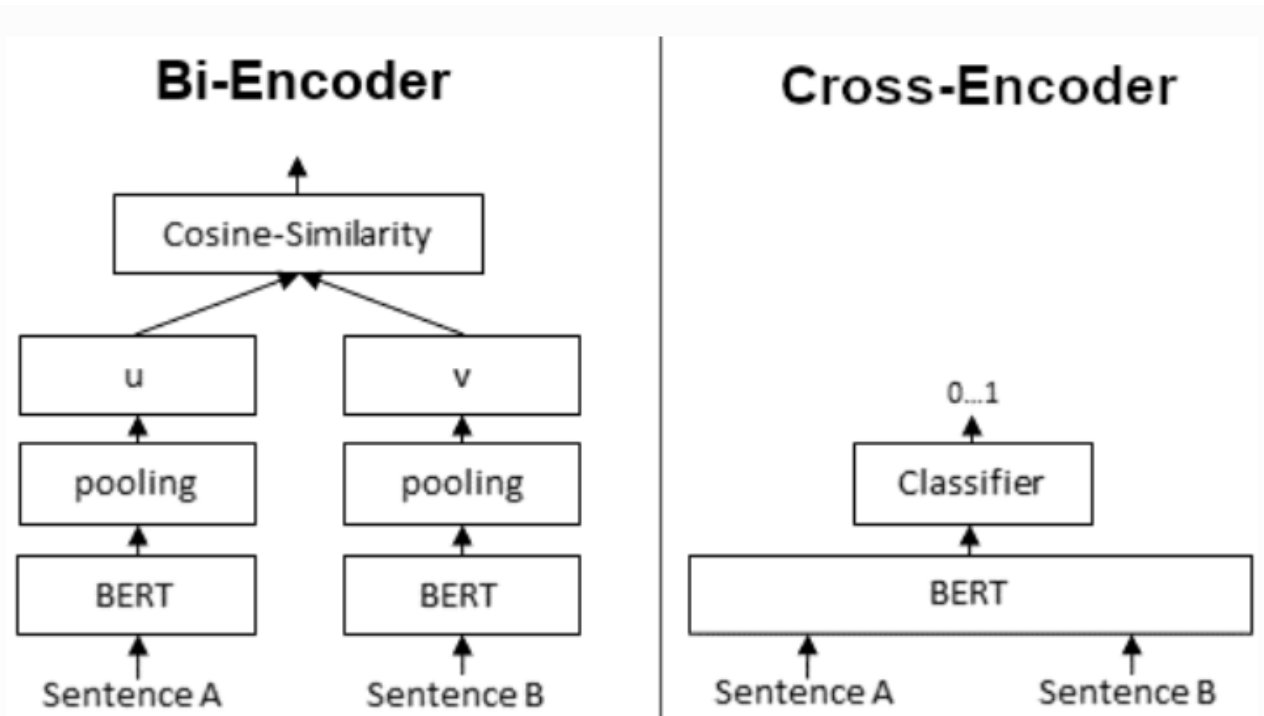 Bi-Encoder
Cosine-Similarity
u
v
pooling
pooling
BERT
BERT
Sentence A
Sentence B
Cross-Encoder
0...1
Classifier
BERT
Sentence A
Sentence B